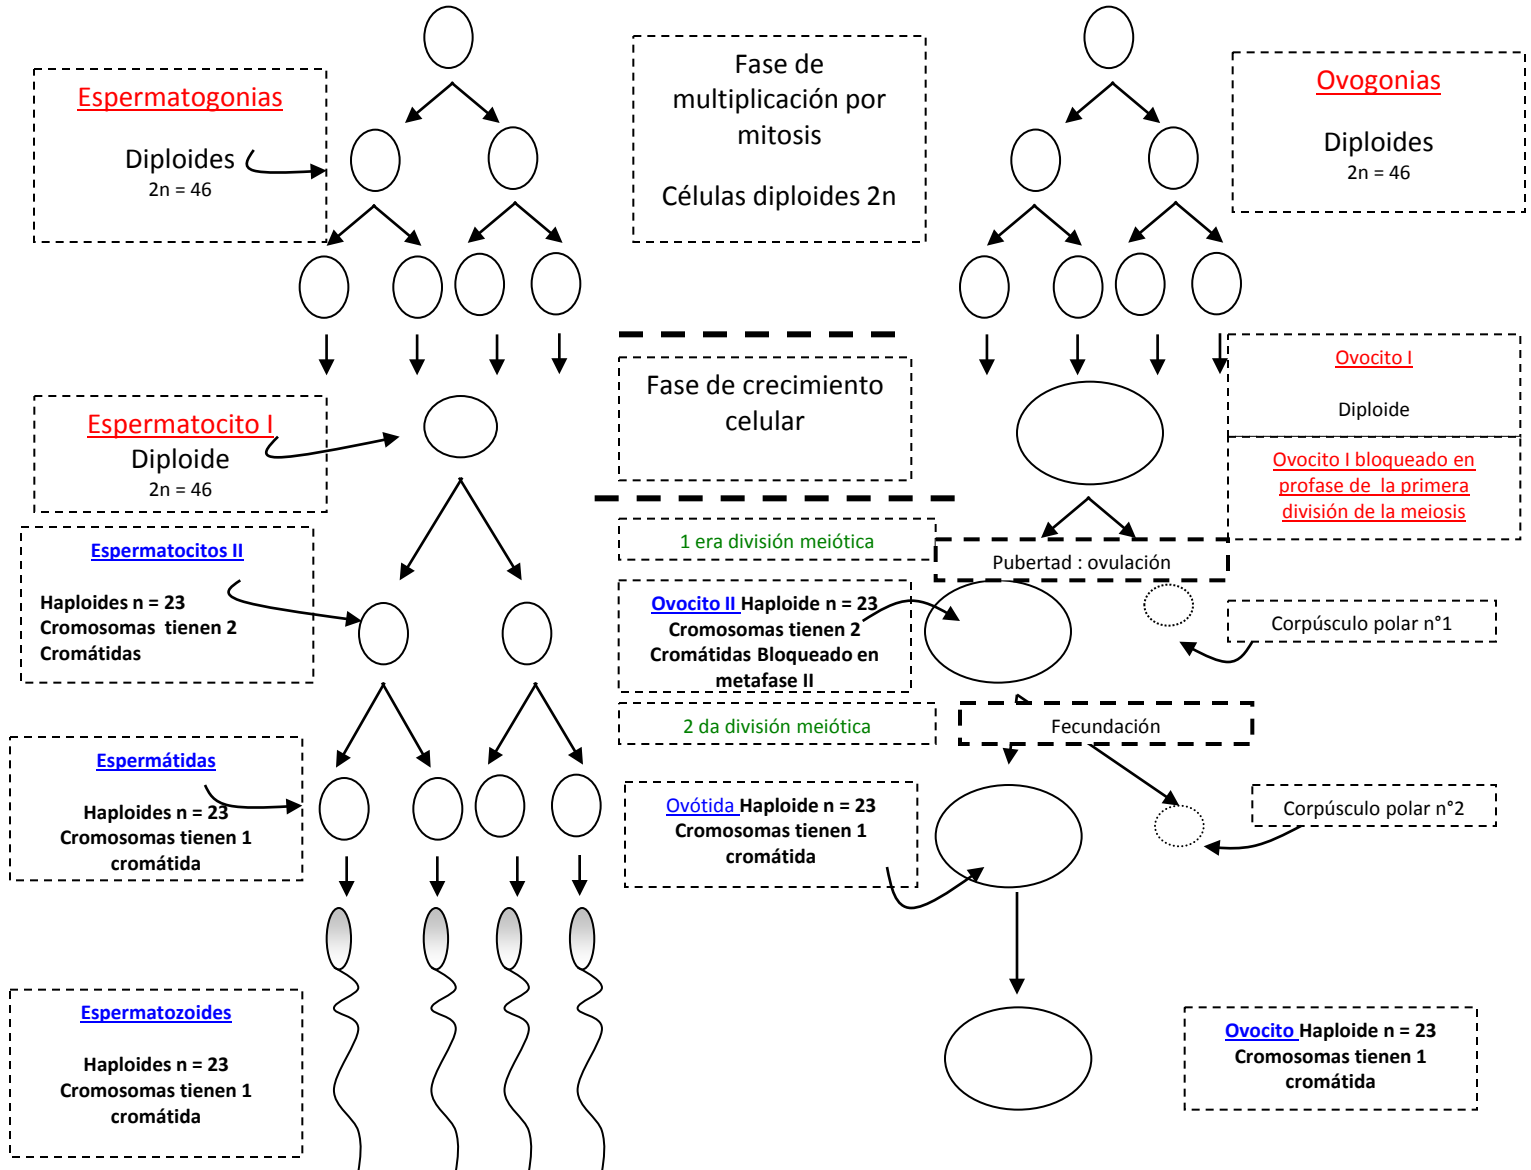 Espermatogonias
Diploides
2n = 46
Fase de
multiplicación por
mitosis
Células diploides 2n
Ovogonias
Diploides
2n = 46
Espermatocito I
Diploide
2n = 46
Fase de crecimiento
celular
Ovocito I
Diploide
Ovocito I bloqueado en
profase de la primera
división de la meiosis
Espermatocitos II
Haploides n = 23
Cromosomas tienen 2
Cromátidas
1 era división meiótica
Pubertad : ovulación
Ovocito II Haploide n = 23
Cromosomas tienen 2
Cromátidas Bloqueado en
metafase II
Corpúsculo polar n°1
2 da división meiótica
Fecundación
Espermátidas
Haploides n = 23
Cromosomas tienen 1
cromátida
Ovótida Haploide n = 23
Cromosomas tienen 1
cromátida
Corpúsculo polar n°2
Espermatozoides
Haploides n = 23
Cromosomas tienen 1
cromátida
Ovocito Haploide n = 23
Cromosomas tienen 1
cromátida